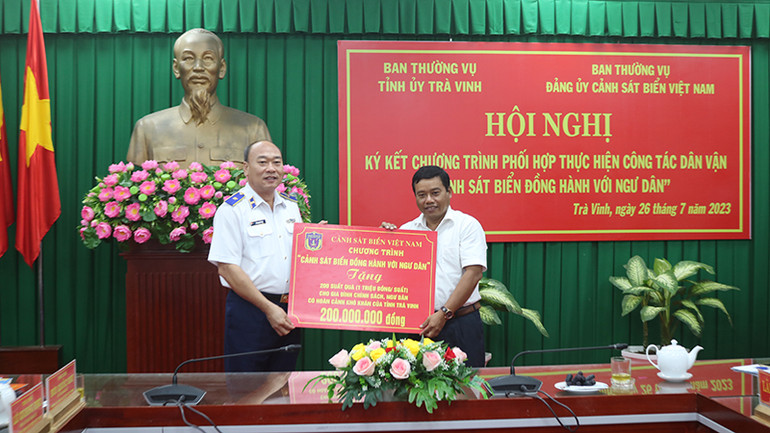 BAN THƯỜNG VỤ
TỈNH ỦY TRÀ VINH
BAN THƯỜNG VỤ
ĐẢNG ỦY CẢNH SÁT BIỂN VIỆT NAM
HỘI NGHỊ
KÝ KẾT CHƯƠNG TRÌNH PHỐI HỢP THỰC HIỆN CÔNG TÁC DÂN VẬN
NH SÁT BIỂN ĐỒNG HÀNH VỚI NGƯ DÂN”
Trà Vinh, ngày 26 tháng 7 năm 2023
CẢNH SÁT BIỂN VIỆT NAM
CHƯƠNG TRÌNH
“CẢNH SÁT BIỂN ĐỒNG HÀNH VỚI NGƯ DÂN”
Tặng
200 SUẤT QUÀ (1 TRIỆU ĐỒNG/ SUẤT)
CHO GIA ĐÌNH CHÍNH SÁCH, NGƯ DÂN
CÓ HOÀN CẢNH KHÓ KHĂN CỦA TỈNH TRÀ VINH
200.000.000 đồng